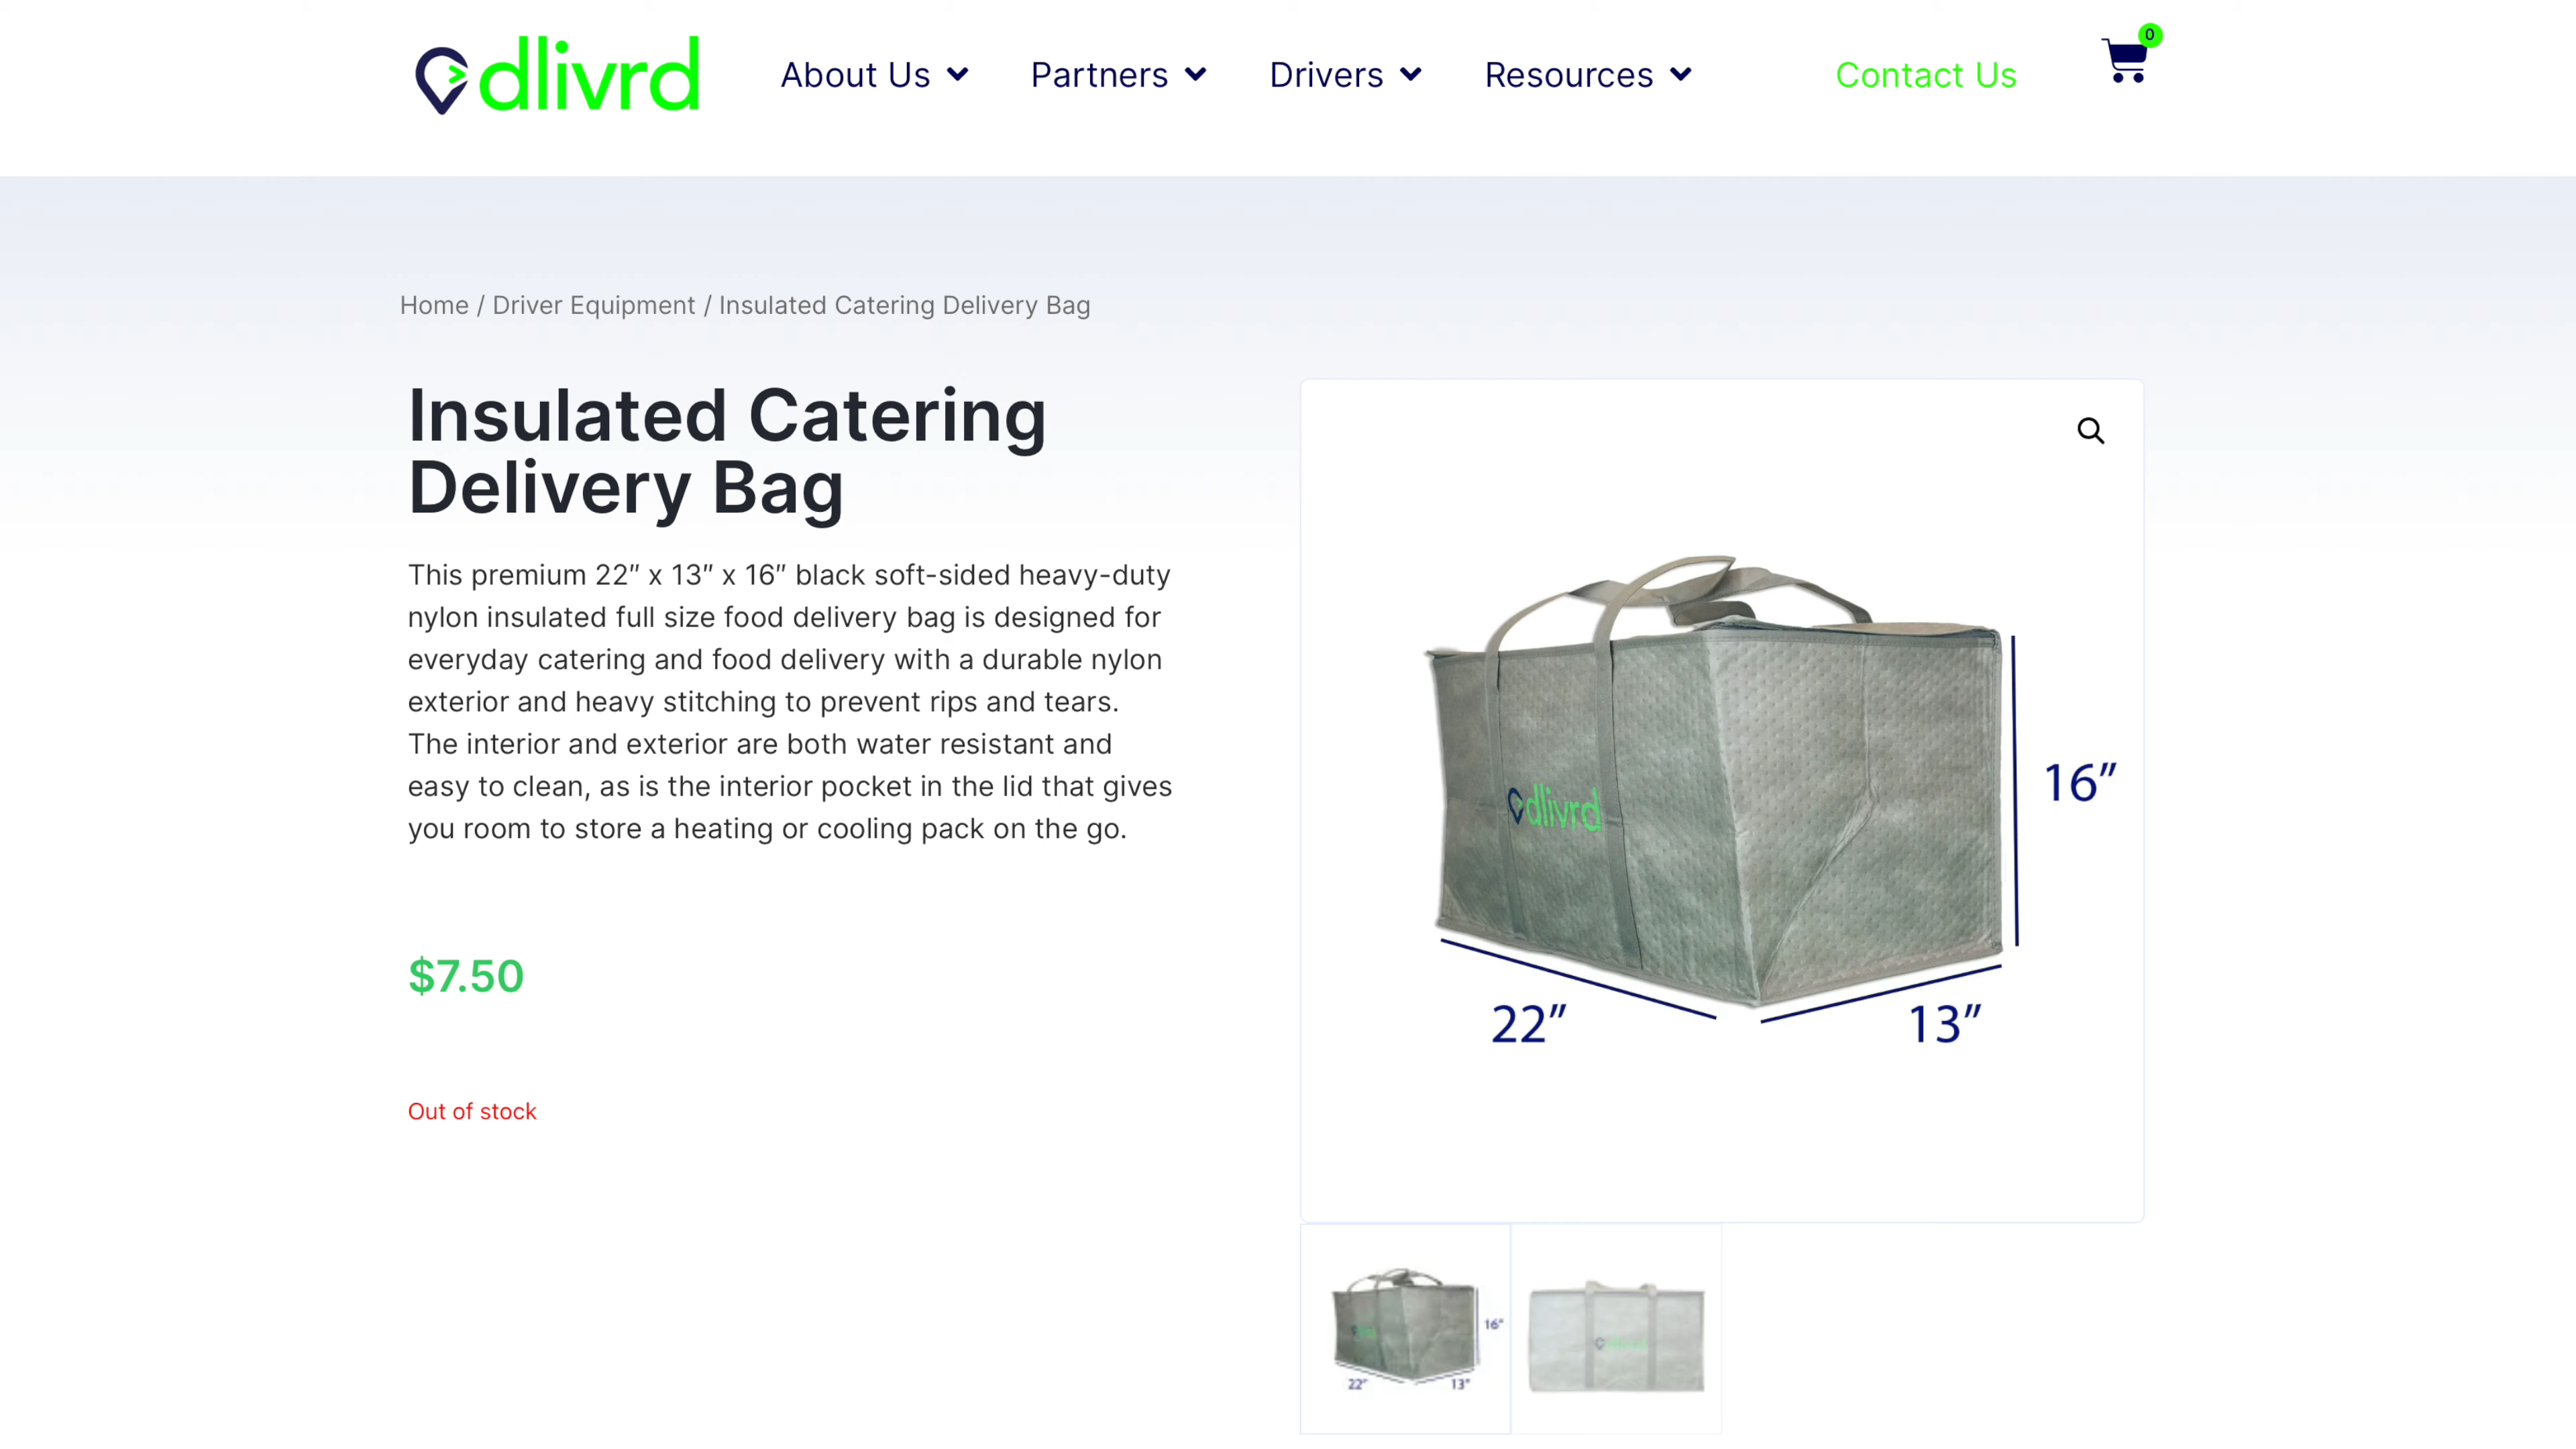 dlivrd
About Us
Partners
Drivers
Resources
Contact Us
0
Home / Driver Equipment / Insulated Catering Delivery Bag
Insulated Catering
Delivery Bag
This premium 22″ x 13″ x 16″ black soft-sided heavy-duty
nylon insulated full size food delivery bag is designed for
everyday catering and food delivery with a durable nylon
exterior and heavy stitching to prevent rips and tears.
The interior and exterior are both water resistant and
easy to clean, as is the interior pocket in the lid that gives
you room to store a heating or cooling pack on the go.
$7.50
Out of stock
dlivrd
16″
22″
13″
16″
22″
13″